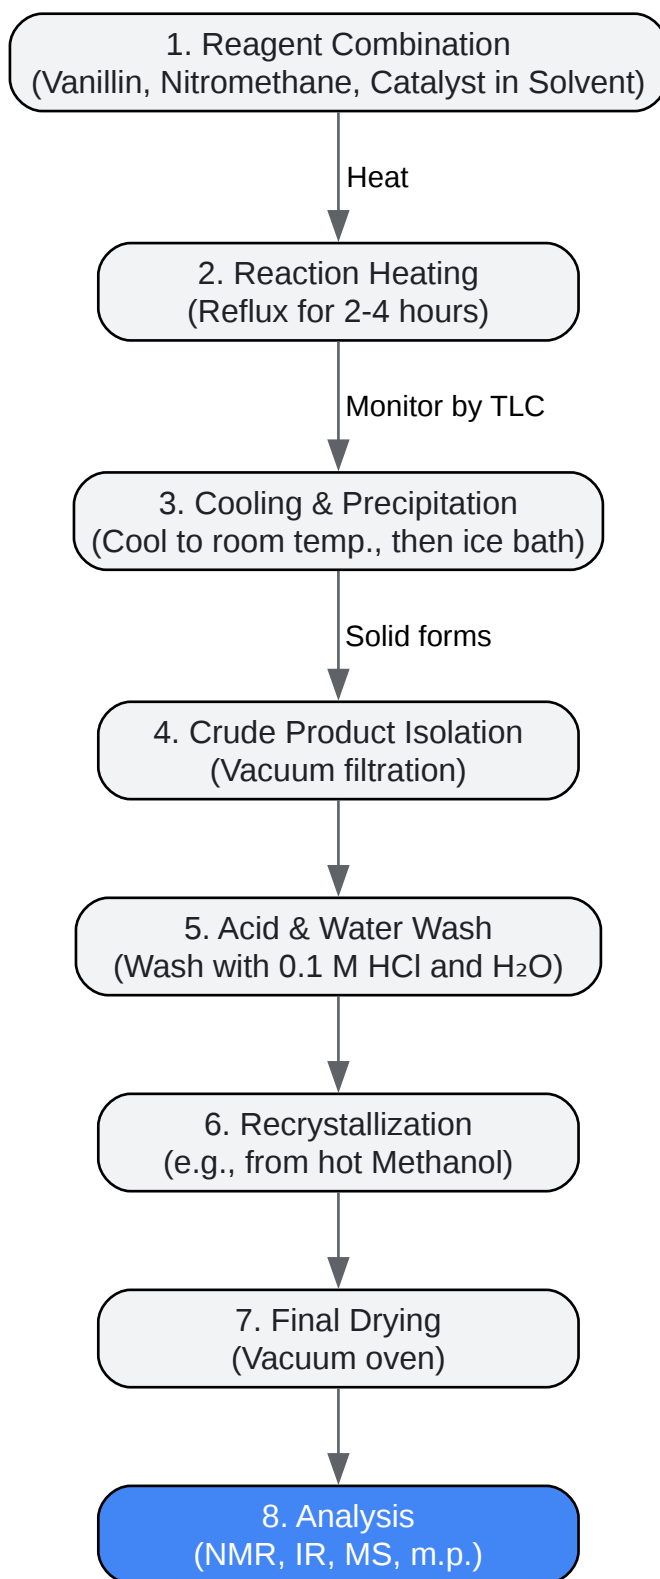 1. Reagent Combination
(Vanillin, Nitromethane, Catalyst in Solvent)
Heat
2. Reaction Heating
(Reflux for 2-4 hours)
Monitor by TLC
3. Cooling & Precipitation
(Cool to room temp., then ice bath)
Solid forms
4. Crude Product Isolation
(Vacuum filtration)
5. Acid & Water Wash
(Wash with 0.1 M HCl and H₂O)
6. Recrystallization
(e.g., from hot Methanol)
7. Final Drying
(Vacuum oven)
8. Analysis
(NMR, IR, MS, m.p.)